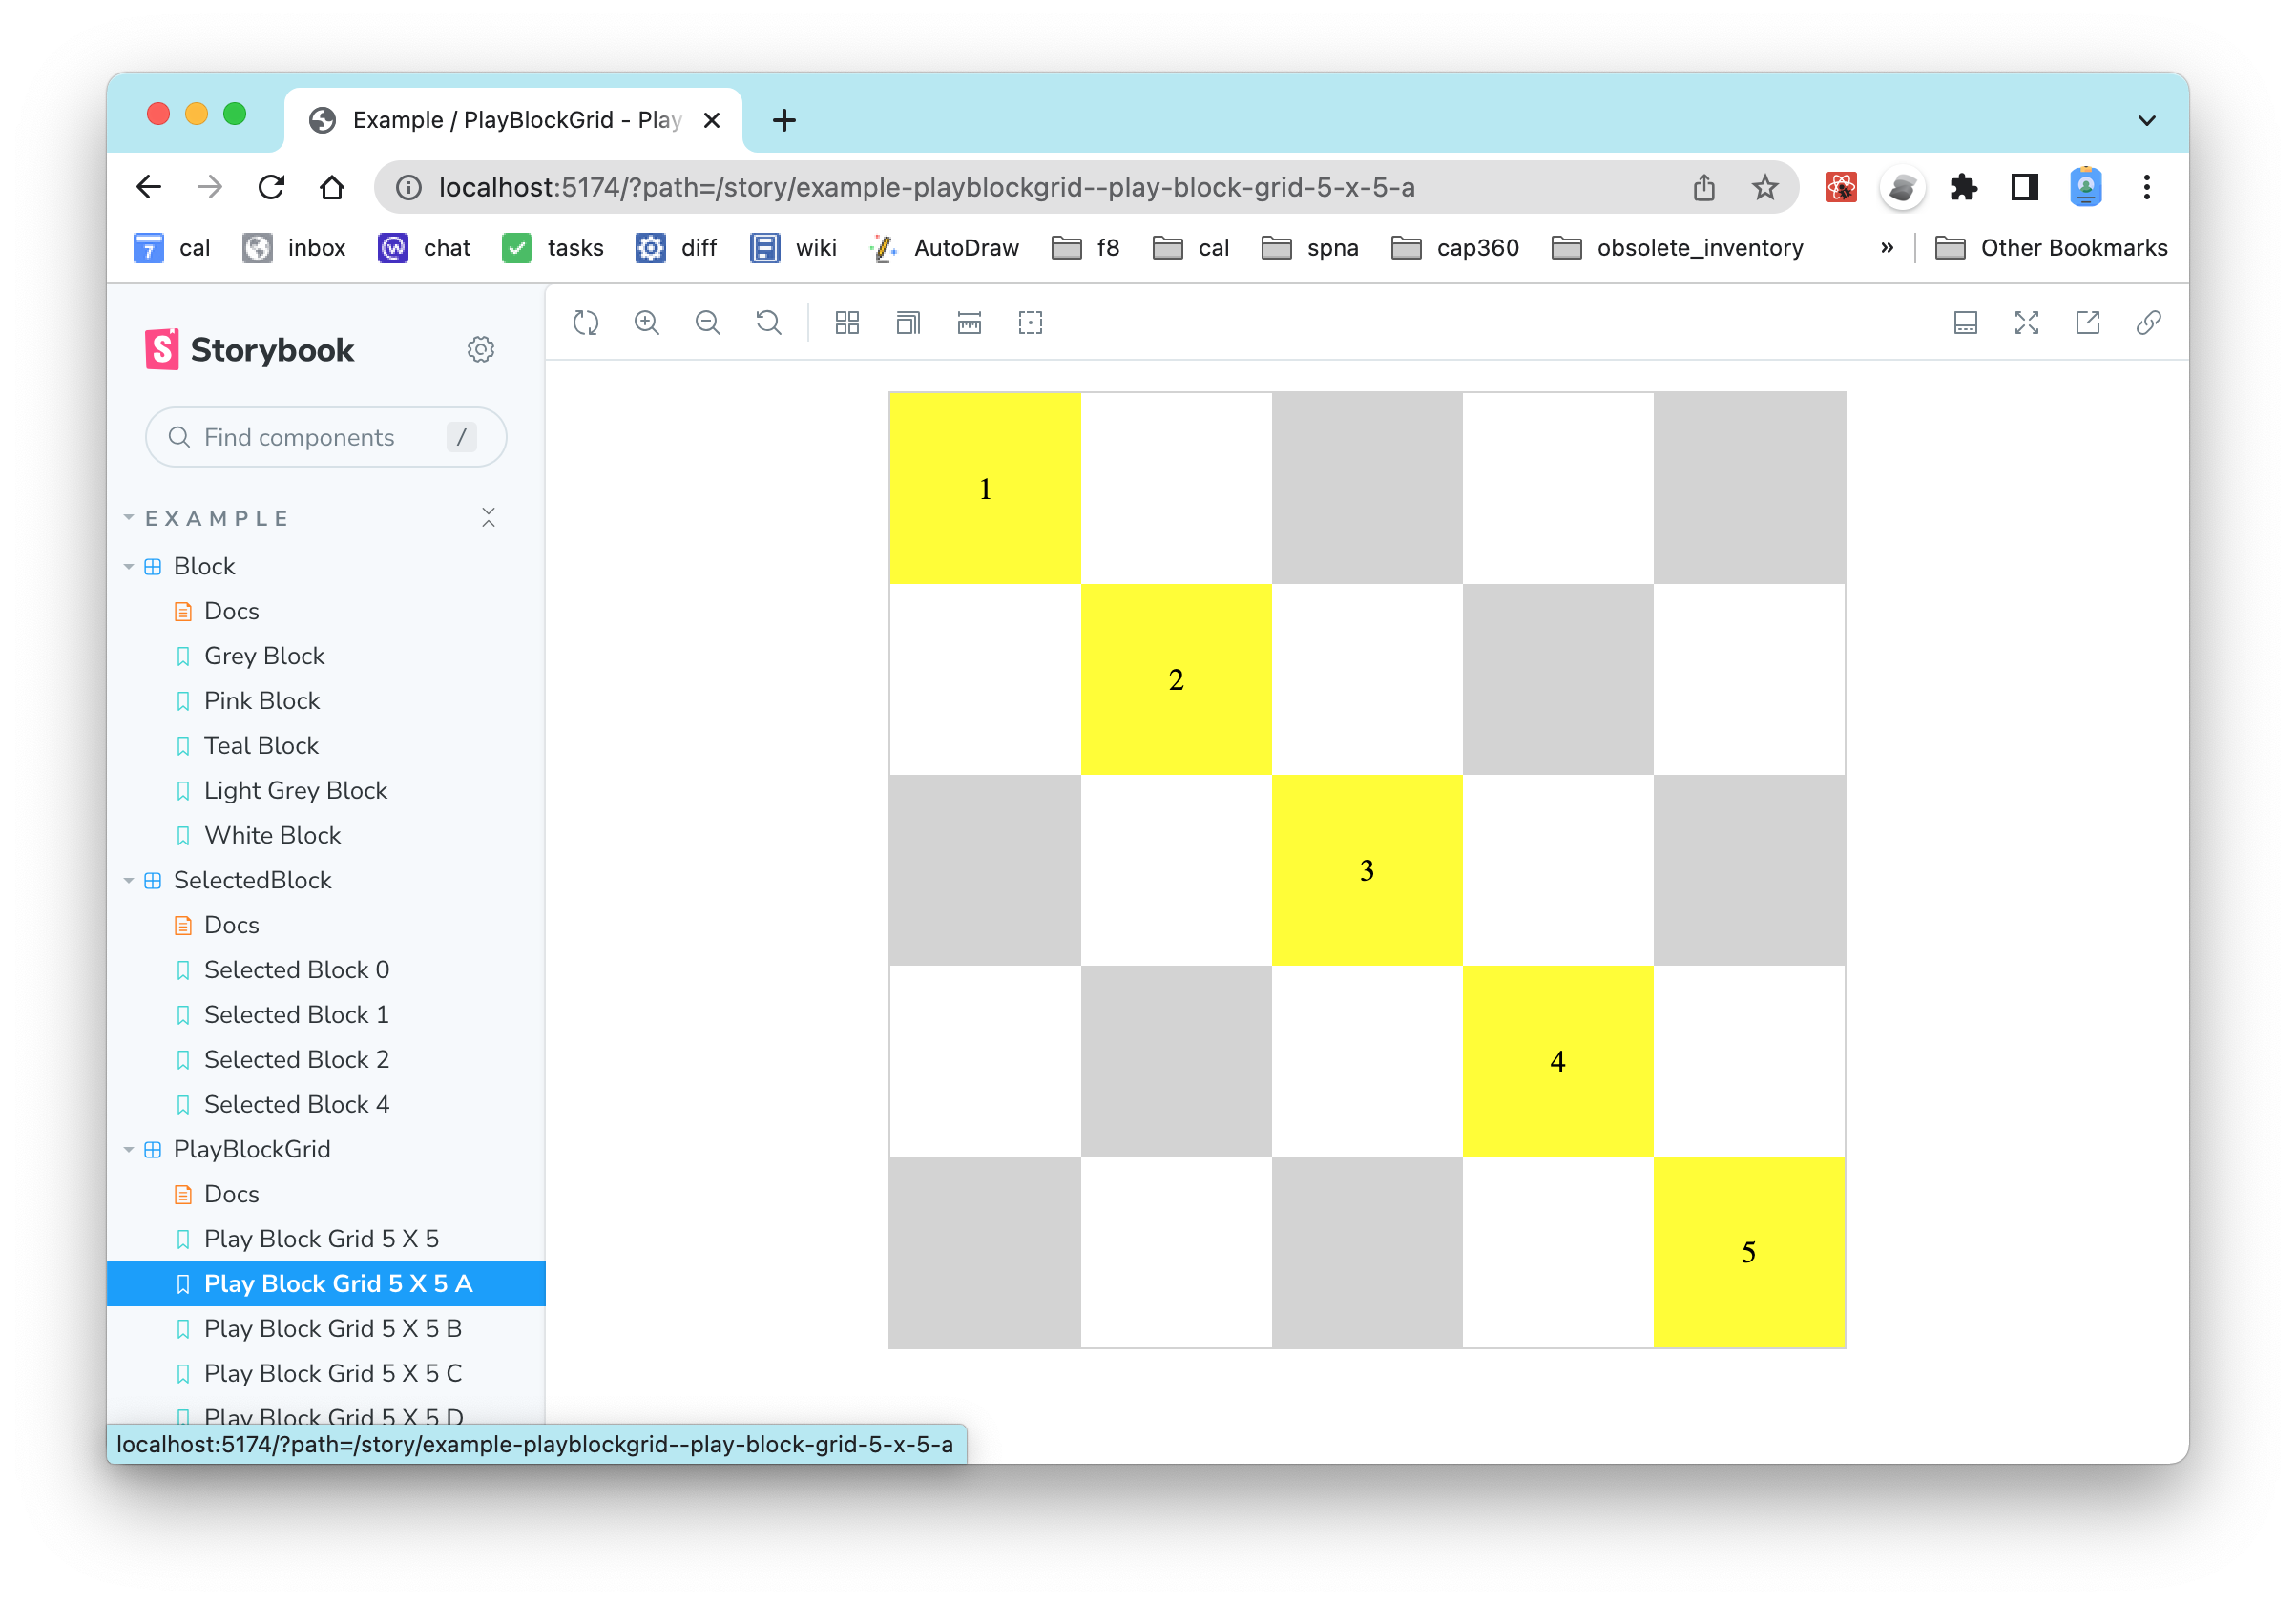 Example / PlayBlockGrid - Play
localhost:5174/?path=/story/example-playblockgrid--play-block-grid-5-x-5-a
7 cal inbox chat tasks diff wiki AutoDraw f8 cal spna cap360 obsolete_inventory » Other Bookmarks
S Storybook
Find components /
EXAMPLE
Block
Docs
Grey Block
Pink Block
Teal Block
Light Grey Block
White Block
SelectedBlock
Docs
Selected Block 0
Selected Block 1
Selected Block 2
Selected Block 4
PlayBlockGrid
Docs
Play Block Grid 5 X 5
Play Block Grid 5 X 5 A
Play Block Grid 5 X 5 B
Play Block Grid 5 X 5 C
Play Block Grid 5 X 5 D
localhost:5174/?path=/story/example-playblockgrid--play-block-grid-5-x-5-a
1
2
3
4
5